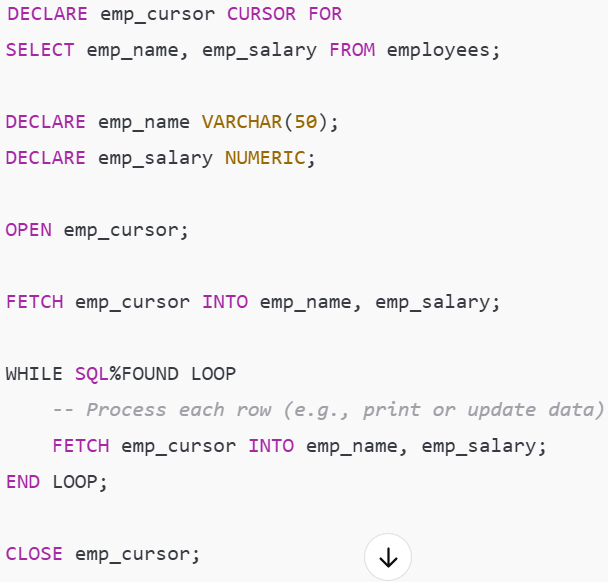 DECLARE emp_cursor CURSOR FOR
SELECT emp_name, emp_salary FROM employees;
DECLARE emp_name VARCHAR(50);
DECLARE emp_salary NUMERIC;
OPEN emp_cursor;
FETCH emp_cursor INTO emp_name, emp_salary;
WHILE SQL%FOUND LOOP
    -- Process each row (e.g., print or update data)
    FETCH emp_cursor INTO emp_name, emp_salary;
END LOOP;
CLOSE emp_cursor;